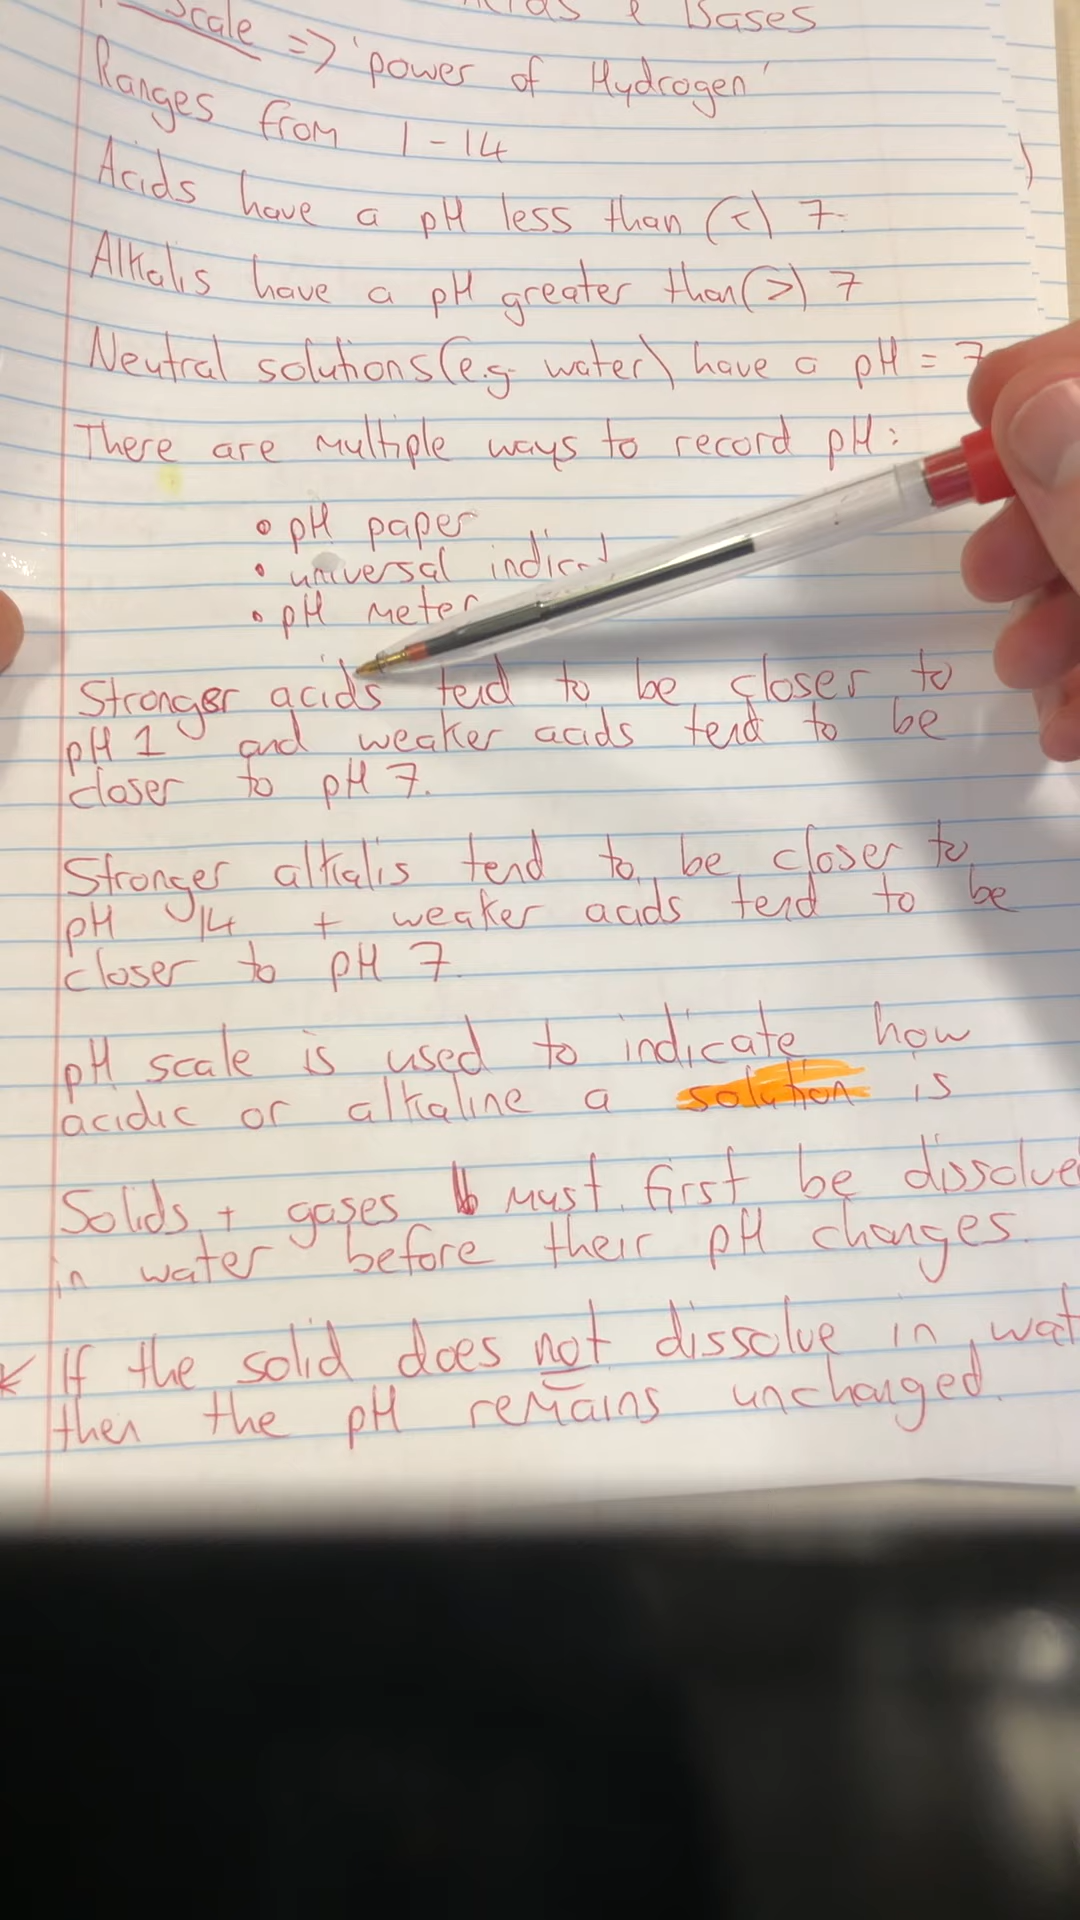 Scale => 'power of Hydrogen'
& Bases
Ranges from 1-14
Acids have a pH less than (<) 7.
Alkalis have a pH greater than (>) 7
Neutral solutions (e.g. water) have a pH = 7
There are multiple ways to record pH:
• pH paper
• universal
• pH meter
Stronger acids tend to be closer to
pH 1 and weaker acids tend to be
closer to pH 7.
Stronger alkalis tend to be closer to
pH 14 + weaker acids tend to be
closer to pH 7
pH scale is used to indicate how
acidic or alkaline a solution is
Solids + gases must first be dissolve
in water before their pH changes.
* If the solid does not dissolve in wat
then the pH remains unchanged.